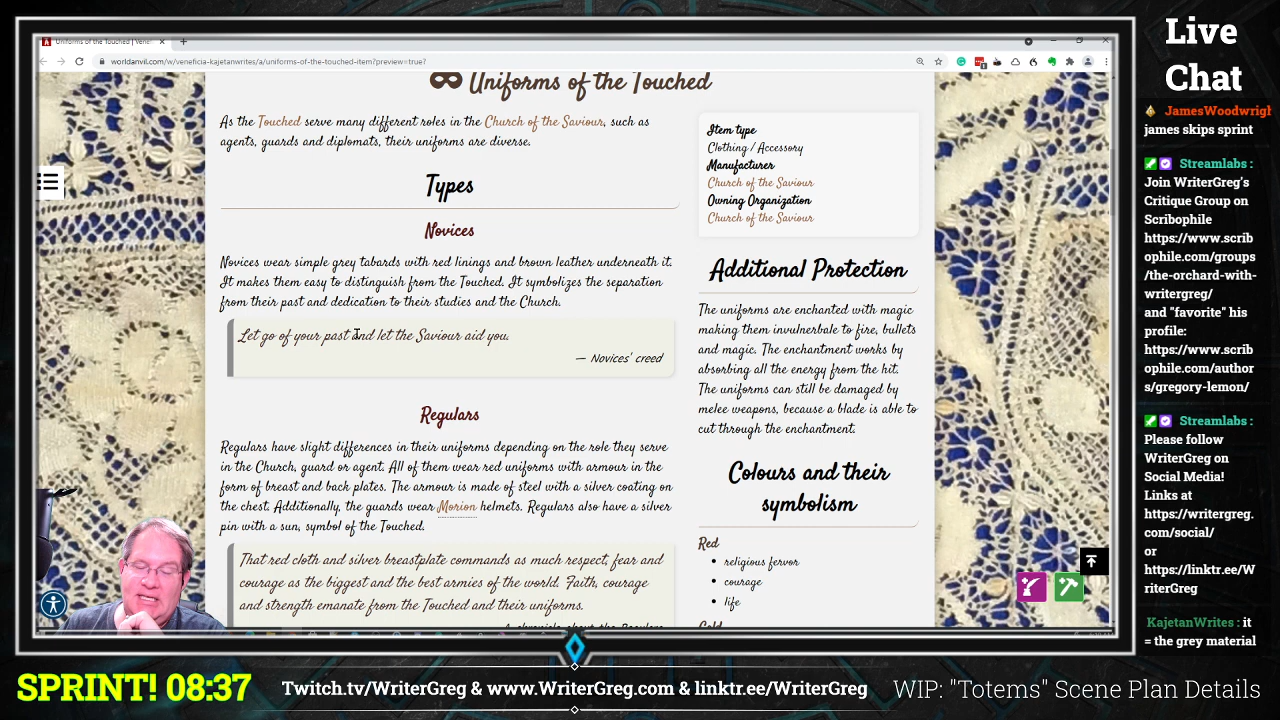 Uniforms of the Touched | Vene
worldanvil.com/w/veneficia-kajetanwrites/a/uniforms-of-the-touched-item?preview=true?
Uniforms of the Touched
As the Touched serve many different roles in the Church of the Saviour, such as
agents, guards and diplomats, their uniforms are diverse.
Types
Novices
Novices wear simple grey tabards with red linings and brown leather underneath it.
It makes them easy to distinguish from the Touched. It symbolizes the separation
from their past and dedication to their studies and the Church.
Let go of your past and let the Saviour aid you.
— Novices' creed
Regulars
Regulars have slight differences in their uniforms depending on the role they serve
in the Church, guard or agent. All of them wear red uniforms with armour in the
form of breast and back plates. The armour is made of steel with a silver coating on
the chest. Additionally, the guards wear Morion helmets. Regulars also have a silver
pin with a sun, symbol of the Touched.
That red cloth and silver breastplate commands as much respect, fear and
courage as the biggest and the best armies of the world. Faith, courage
and strength emanate from the Touched and their uniforms.
A chronicle about the Regulars
Item type
Clothing / Accessory
Manufacturer
Church of the Saviour
Owning Organization
Church of the Saviour
Additional Protection
The uniforms are enchanted with magic
making them invulnerbale to fire, bullets
and magic. The enchantment works by
absorbing all the energy from the hit.
The uniforms can still be damaged by
melee weapons, because a blade is able to
cut through the enchantment.
Colours and their
symbolism
Red
• religious fervor
• courage
• life
Gold
Live
Chat
JamesWoodwrigh
james skips sprint
Streamlabs :
Join WriterGreg's
Critique Group on
Scribophile
https://www.scrib
ophile.com/groups
/the-orchard-with-
writergreg/
and "favorite" his
profile:
https://www.scrib
ophile.com/author
s/gregory-lemon/
Streamlabs :
Please follow
WriterGreg on
Social Media!
Links at
https://writergreg.
com/social/
or
https://linktr.ee/W
riterGreg
KajetanWrites : it
= the grey material
SPRINT! 08:37
Twitch.tv/WriterGreg & www.WriterGreg.com & linktr.ee/WriterGreg
WIP: "Totems" Scene Plan Details